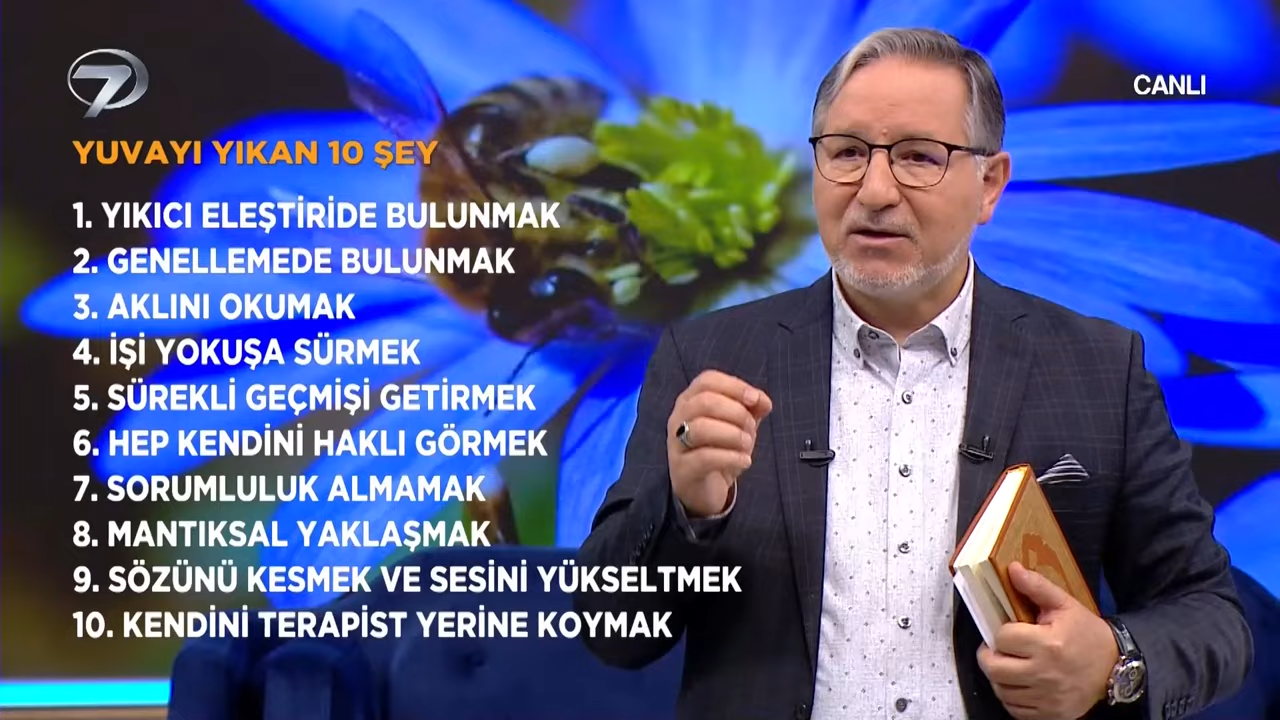 7
CANLI
YUVAYI YIKAN 10 ŞEY
1. YIKICI ELEŞTİRİDE BULUNMAK
2. GENELLEMEDE BULUNMAK
3. AKLINI OKUMAK
4. İŞİ YOKUŞA SÜRMEK
5. SÜREKLİ GEÇMİŞİ GETİRMEK
6. HEP KENDİNİ HAKLI GÖRMEK
7. SORUMLULUK ALMAMAK
8. MANTIKSAL YAKLAŞMAK
9. SÖZÜNÜ KESMEK VE SESİNİ YÜKSELTMEK
10. KENDİNİ TERAPİST YERİNE KOYMAK